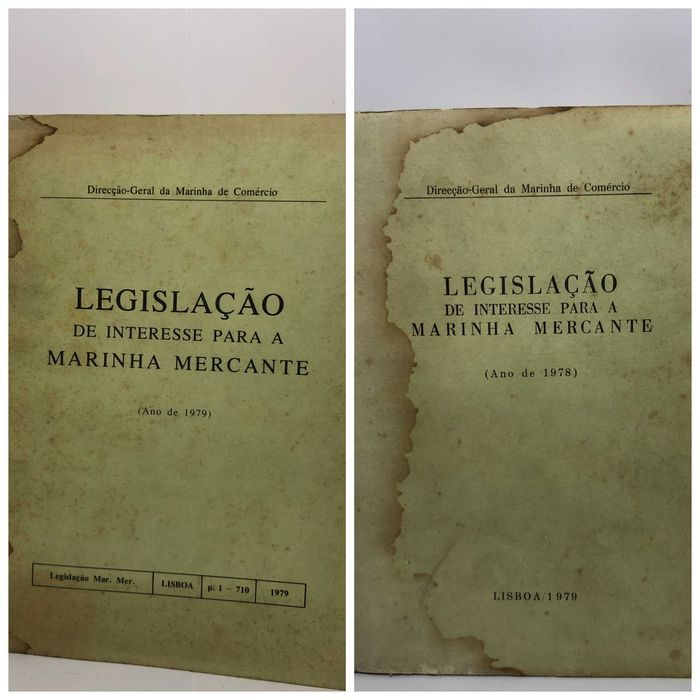 Direcção-Geral da Marinha de Comércio
LEGISLAÇÃO
DE INTERESSE PARA A
MARINHA MERCANTE
(Ano de 1979)
Legislação Mar. Mer. LISBOA p. 1 – 710 1979
Direcção-Geral da Marinha de Comércio
LEGISLAÇÃO
DE INTERESSE PARA A
MARINHA MERCANTE
(Ano de 1978)
LISBOA/1979